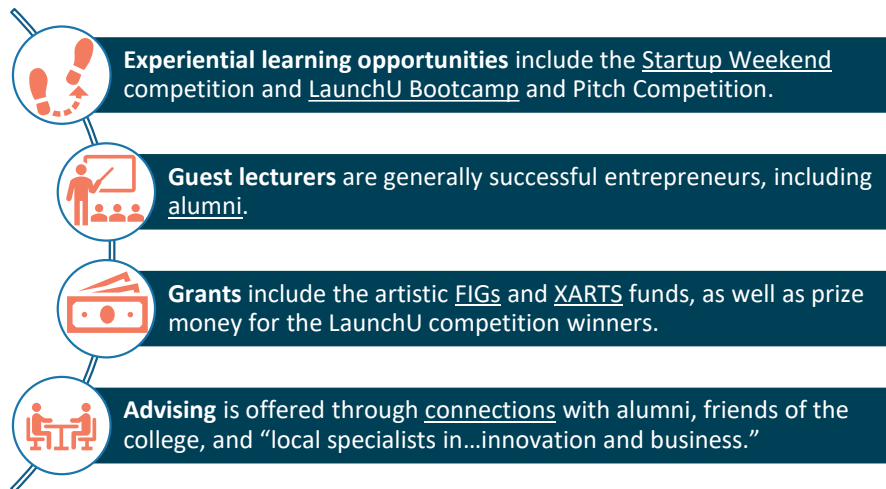 Experiential learning opportunities include the Startup Weekend
competition and LaunchU Bootcamp and Pitch Competition.
Guest lecturers are generally successful entrepreneurs, including
alumni.
Grants include the artistic FIGs and XARTS funds, as well as prize
money for the LaunchU competition winners.
Advising is offered through connections with alumni, friends of the
college, and “local specialists in…innovation and business.”